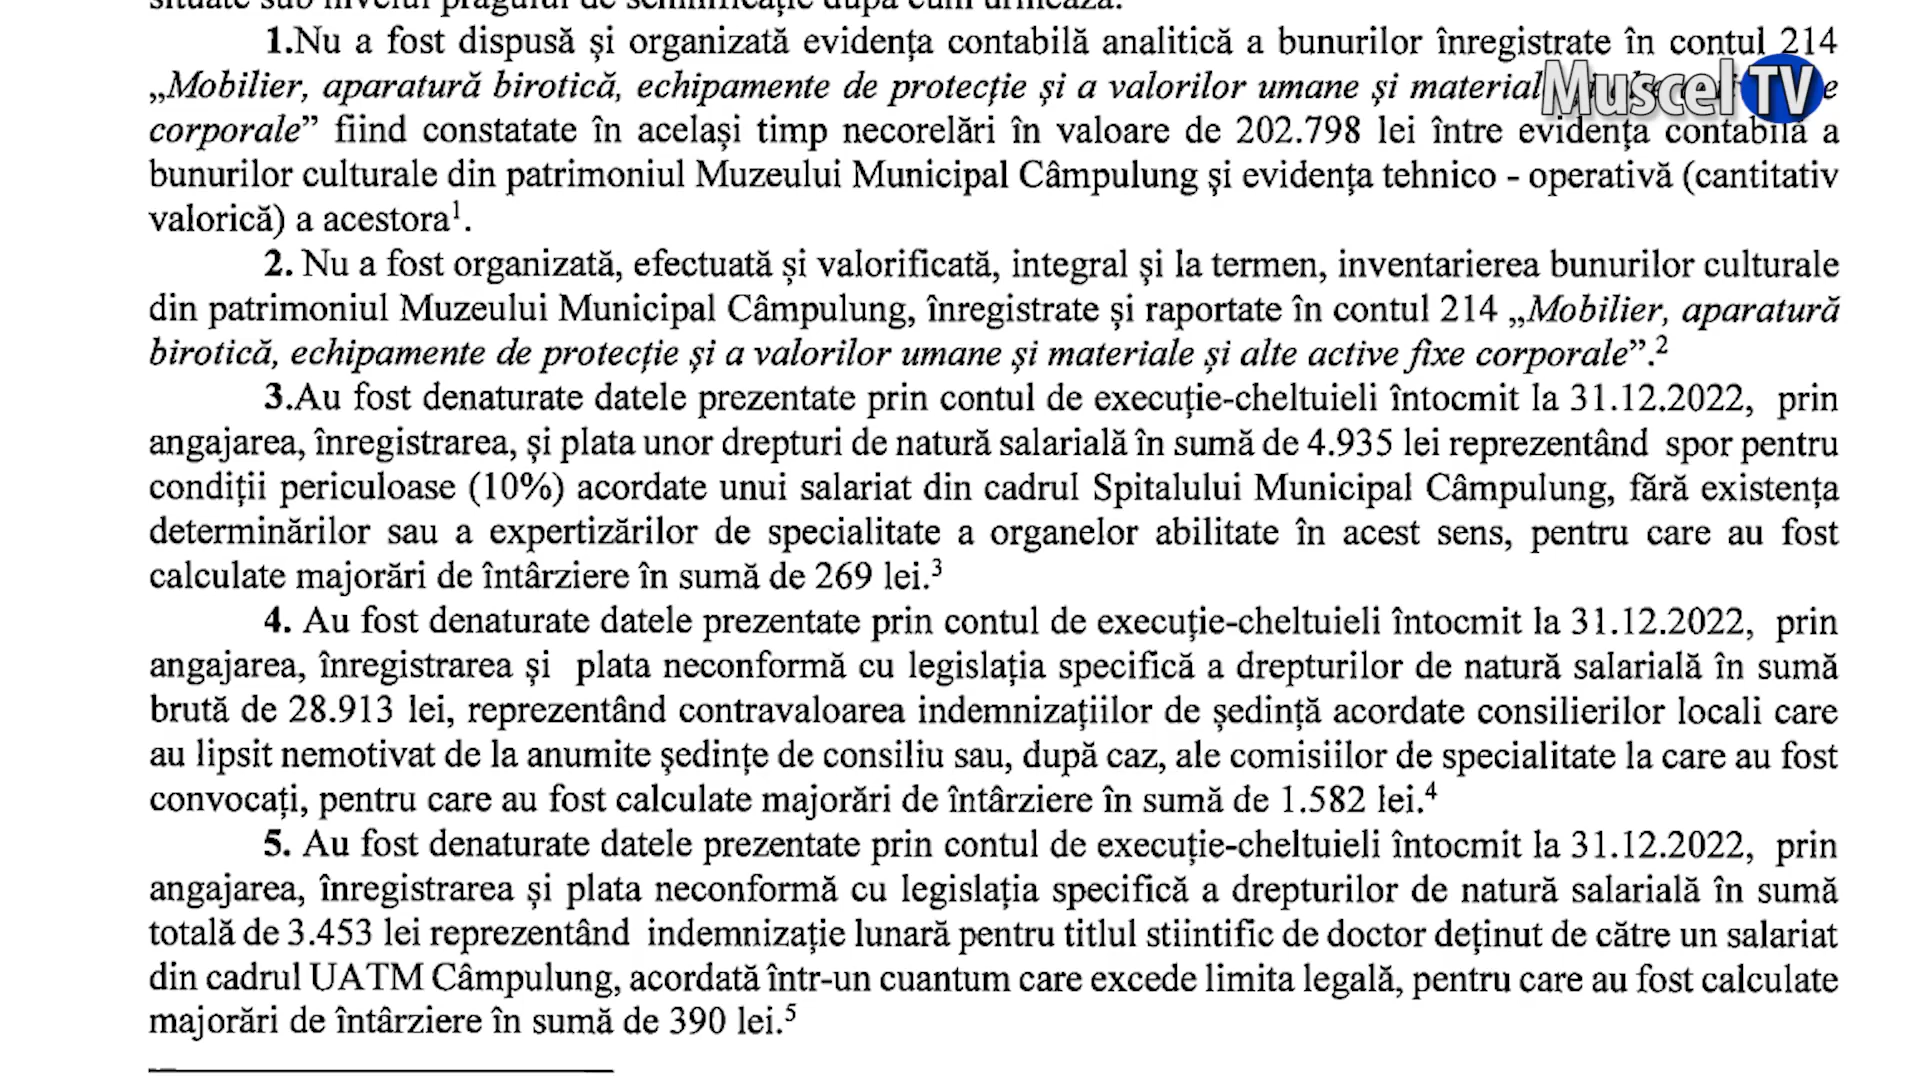 situate sub nivelul pragului de semnificație după cum urmează:
1.Nu a fost dispusă și organizată evidența contabilă analitică a bunurilor înregistrate în contul 214
„Mobilier, aparatură birotică, echipamente de protecție și a valorilor umane și material e
Muscel TV
corporale” fiind constatate în același timp necorelări în valoare de 202.798 lei între evidența contabilă a
bunurilor culturale din patrimoniul Muzeului Municipal Câmpulung și evidența tehnico - operativă (cantitativ
valorică) a acestora¹.
2. Nu a fost organizată, efectuată și valorificată, integral și la termen, inventarierea bunurilor culturale
din patrimoniul Muzeului Municipal Câmpulung, înregistrate și raportate în contul 214 „Mobilier, aparatură
birotică, echipamente de protecție și a valorilor umane și materiale și alte active fixe corporale”.²
3.Au fost denaturate datele prezentate prin contul de execuție-cheltuieli întocmit la 31.12.2022, prin
angajarea, înregistrarea, și plata unor drepturi de natură salarială în sumă de 4.935 lei reprezentând spor pentru
condiții periculoase (10%) acordate unui salariat din cadrul Spitalului Municipal Câmpulung, fără existența
determinărilor sau a expertizărilor de specialitate a organelor abilitate în acest sens, pentru care au fost
calculate majorări de întârziere în sumă de 269 lei.³
4. Au fost denaturate datele prezentate prin contul de execuție-cheltuieli întocmit la 31.12.2022, prin
angajarea, înregistrarea și plata neconformă cu legislația specifică a drepturilor de natură salarială în sumă
brută de 28.913 lei, reprezentând contravaloarea indemnizațiilor de ședință acordate consilierilor locali care
au lipsit nemotivat de la anumite ședințe de consiliu sau, după caz, ale comisiilor de specialitate la care au fost
convocați, pentru care au fost calculate majorări de întârziere în sumă de 1.582 lei.⁴
5. Au fost denaturate datele prezentate prin contul de execuție-cheltuieli întocmit la 31.12.2022, prin
angajarea, înregistrarea și plata neconformă cu legislația specifică a drepturilor de natură salarială în sumă
totală de 3.453 lei reprezentând indemnizație lunară pentru titlul stiintific de doctor deținut de către un salariat
din cadrul UATM Câmpulung, acordată într-un cuantum care excede limita legală, pentru care au fost calculate
majorări de întârziere în sumă de 390 lei.⁵